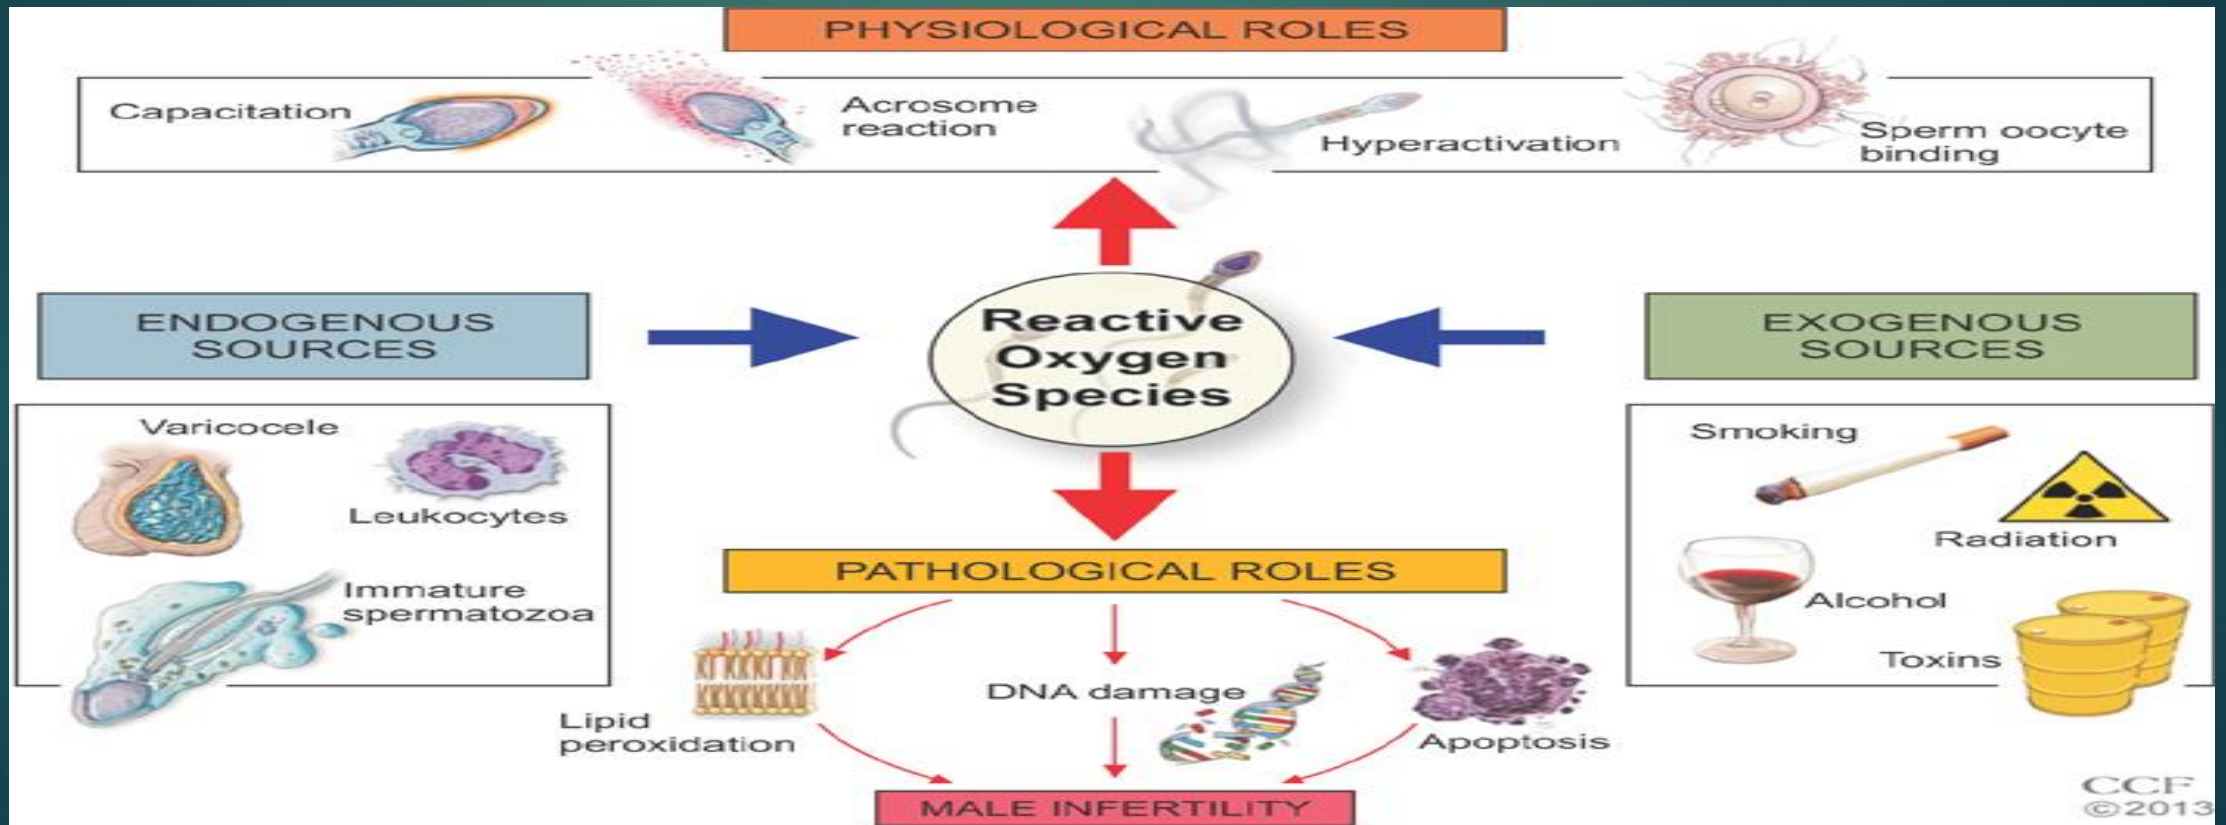 PHYSIOLOGICAL ROLES
Capacitation
Acrosome
reaction
Hyperactivation
Sperm oocyte
binding
ENDOGENOUS
SOURCES
Reactive
Oxygen
Species
EXOGENOUS
SOURCES
Varicocele
Leukocytes
Immature
spermatozoa
Smoking
Radiation
Alcohol
Toxins
PATHOLOGICAL ROLES
Lipid
peroxidation
DNA damage
Apoptosis
MALE INFERTILITY
CCF
©2013